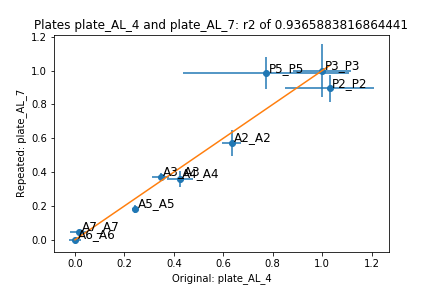 Plates plate_AL_4 and plate_AL_7: r2 of 0.9365883816864441
1.2
1.0
0.8
0.6
0.4
0.2
0.0
Repeated: plate_AL_7
P5_P5
P3_P3
P2_P2
A2_A2
A3_A3
A4_A4
A5_A5
A7_A7
A6_A6
0.0 0.2 0.4 0.6 0.8 1.0 1.2
Original: plate_AL_4